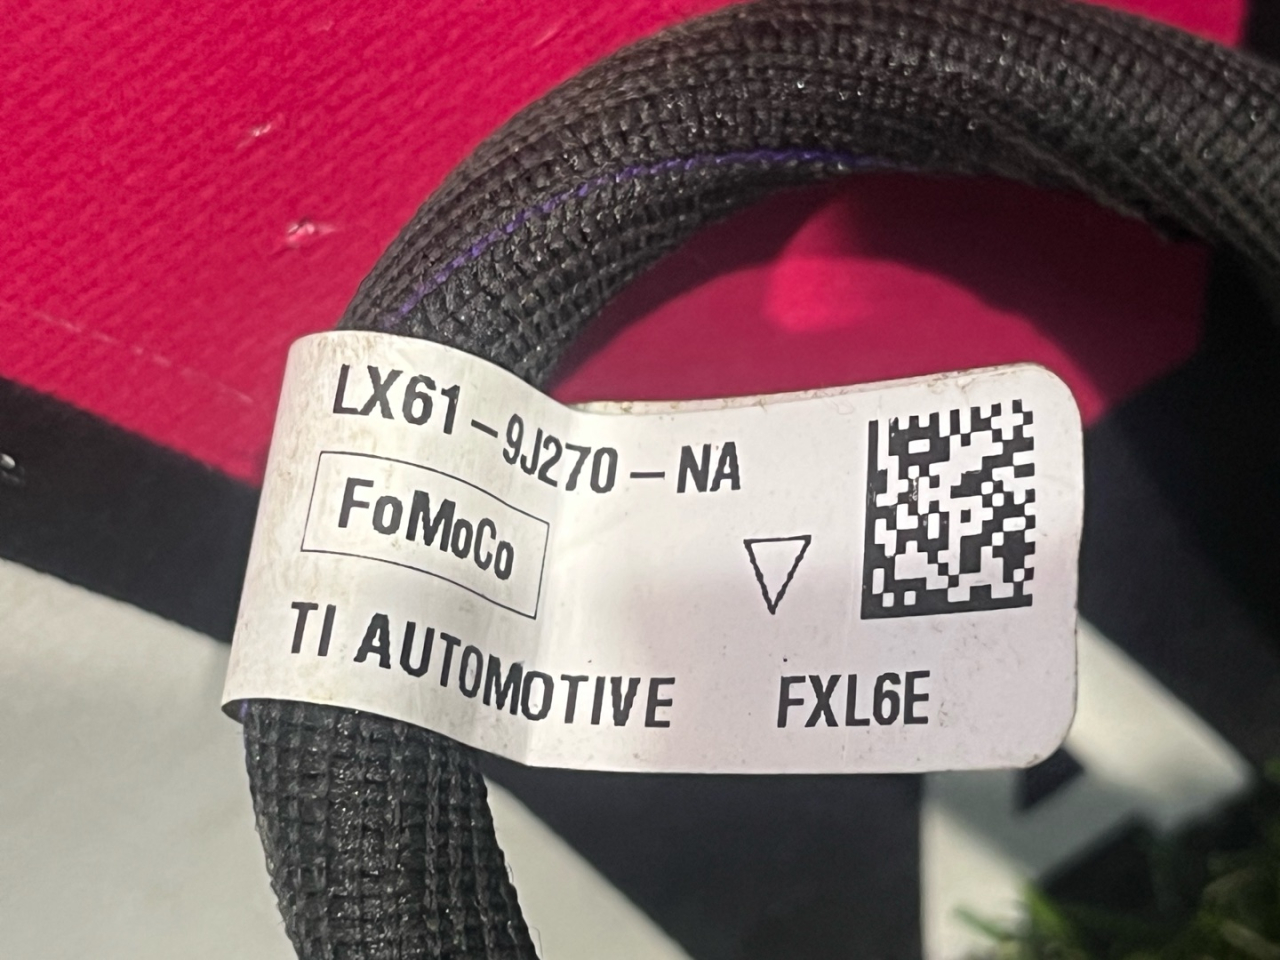 LX61-9J270-NA
FoMoCo
TI AUTOMOTIVE FXL6E